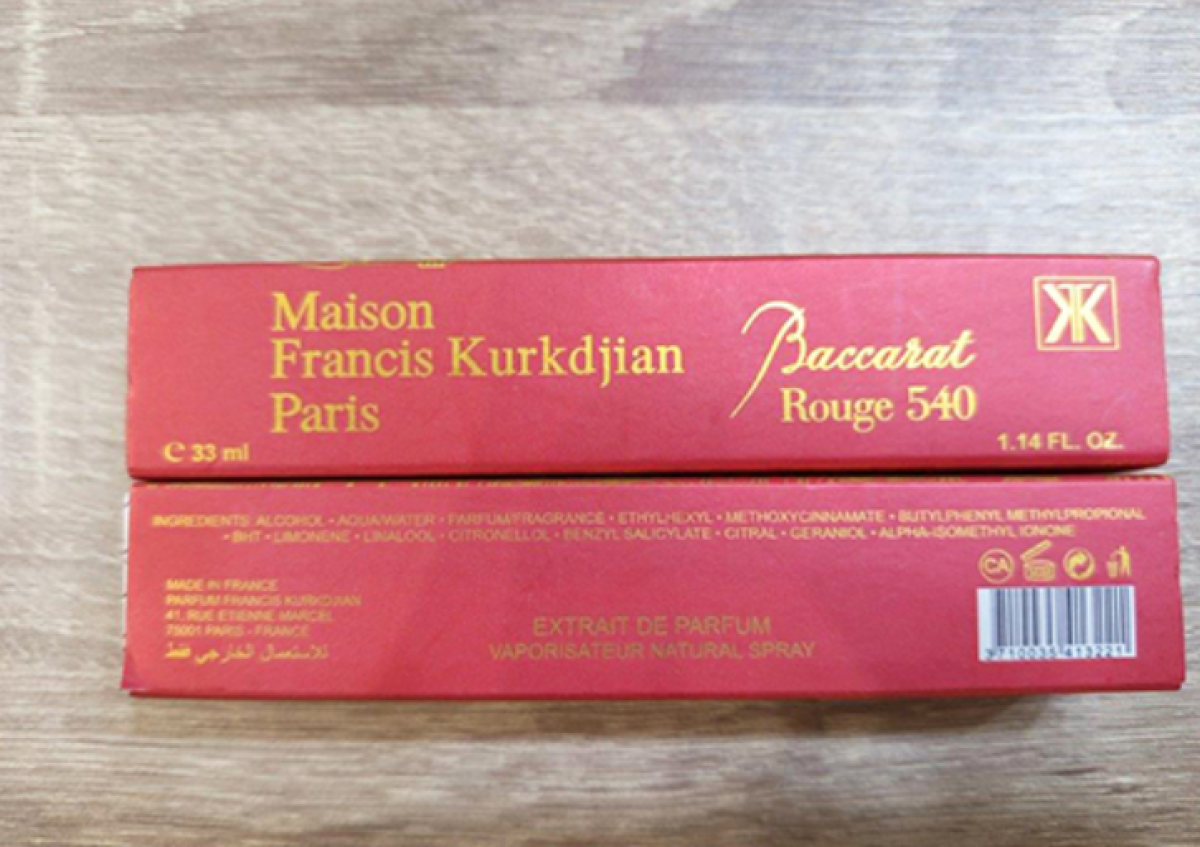 Maison
Francis Kurkdjian
Paris
Baccarat
Rouge 540
℮ 33 ml
1.14 FL. OZ.
INGREDIENTS: ALCOHOL • AQUA/WATER • PARFUM/FRAGRANCE • ETHYLHEXYL • METHOXYCINNAMATE • BUTYLPHENYL METHYLPROPIONAL
• BHT • LIMONENE • LINALOOL • CITRONELLOL • BENZYL SALICYLATE • CITRAL • GERANIOL • ALPHA-ISOMETHYL IONONE
CA
MADE IN FRANCE
PARFUM FRANCIS KURKDJIAN
41, RUE ETIENNE MARCEL
75001 PARIS - FRANCE
للاستعمال الخارجي فقط
EXTRAIT DE PARFUM
VAPORISATEUR NATURAL SPRAY